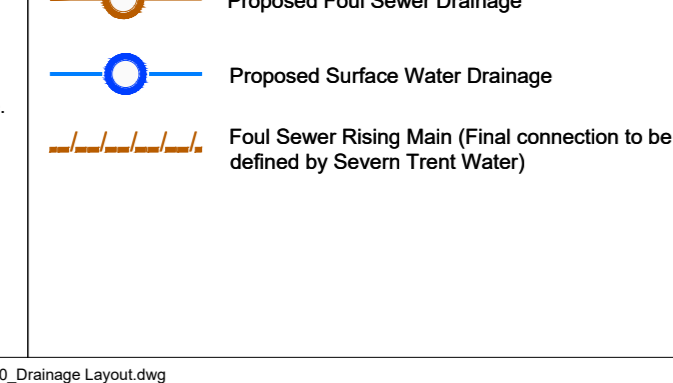 Proposed Foul Sewer Drainage
Proposed Surface Water Drainage
Foul Sewer Rising Main (Final connection to be
defined by Severn Trent Water)
0_Drainage Layout.dwg